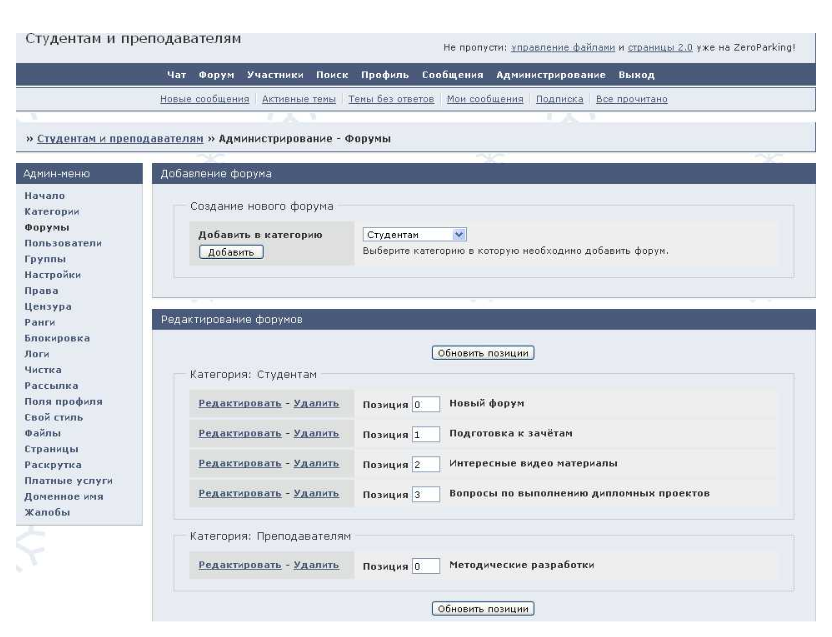 Студентам и преподавателям
Не пропусти: управление файлами и страницы 2.0 уже на ZeroParking!
Чат Форум Участники Поиск Профиль Сообщения Администрирование Выход
Новые сообщения Активные темы Темы без ответов Мои сообщения Подписка Все прочитано
» Студентам и преподавателям » Администрирование - Форумы
Админ-меню
Начало
Категории
Форумы
Пользователи
Группы
Настройки
Права
Цензура
Ранги
Блокировка
Логи
Чистка
Рассылка
Поля профиля
Свой стиль
Файлы
Страницы
Раскрутка
Платные услуги
Доменное имя
Жалобы
Добавление форума
Создание нового форума
Добавить в категорию
Студентам
Добавить
Выберите категорию в которую необходимо добавить форум.
Редактирование форумов
Обновить позиции
Категория: Студентам
Редактировать - Удалить Позиция 0 Новый форум
Редактировать - Удалить Позиция 1 Подготовка к зачётам
Редактировать - Удалить Позиция 2 Интересные видео материалы
Редактировать - Удалить Позиция 3 Вопросы по выполнению дипломных проектов
Категория: Преподавателям
Редактировать - Удалить Позиция 0 Методические разработки
Обновить позиции